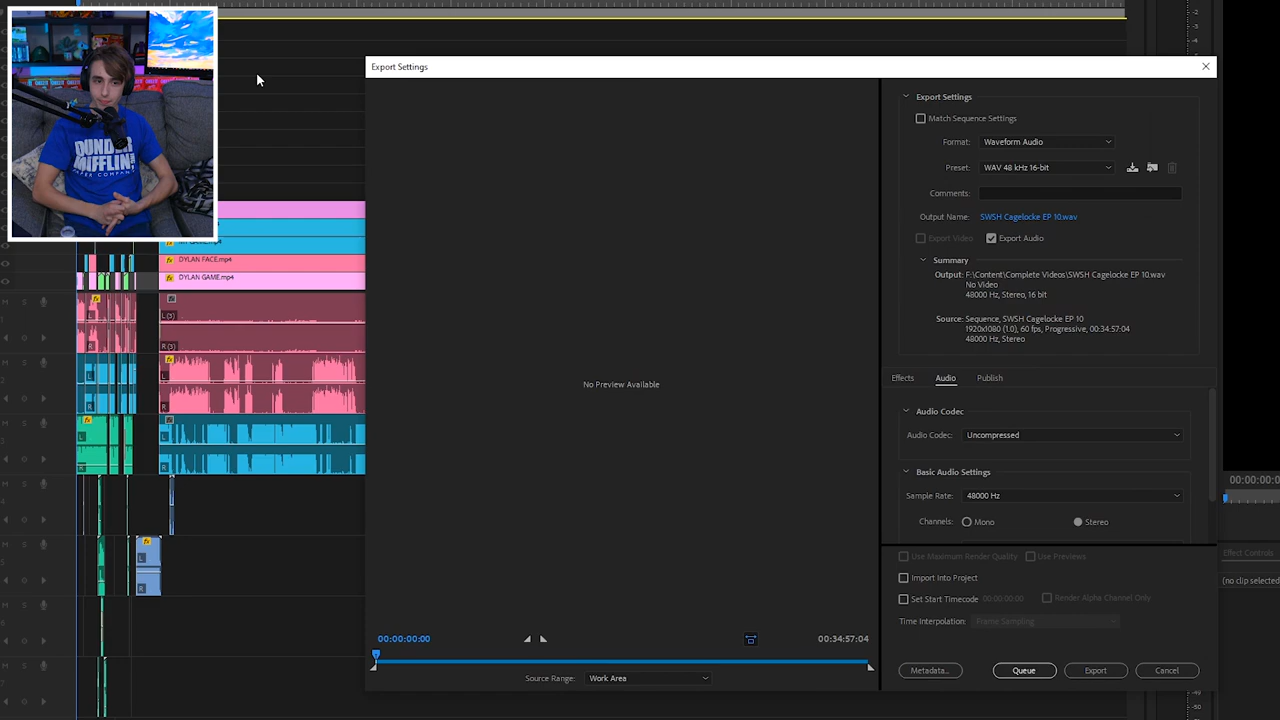 Export Settings
Export Settings
Match Sequence Settings
Format: Waveform Audio
Preset: WAV 48 kHz 16-bit
Comments:
Output Name: SWSH Cagelocke EP 10.wav
Export Video Export Audio
Summary
Output: F:\Content\Complete Videos\SWSH Cagelocke EP 10.wav
No Video
48000 Hz, Stereo, 16 bit
Source: Sequence, SWSH Cagelocke EP 10
1920x1080 (1.0), 60 fps, Progressive, 00:34:57:04
48000 Hz, Stereo
No Preview Available
Effects Audio Publish
Audio Codec
Audio Codec: Uncompressed
Basic Audio Settings
Sample Rate: 48000 Hz
Channels: Mono Stereo
Use Maximum Render Quality Use Previews
Import Into Project
Set Start Timecode 00:00:00:00 Render Alpha Channel Only
Time Interpolation: Frame Sampling
00:00:00:00 00:34:57:04
Source Range: Work Area
Metadata... Queue Export Cancel
DUNDER
MIFFLIN
PAPER COMPANY
DYLAN FACE.mp4
DYLAN GAME.mp4
Effect Controls